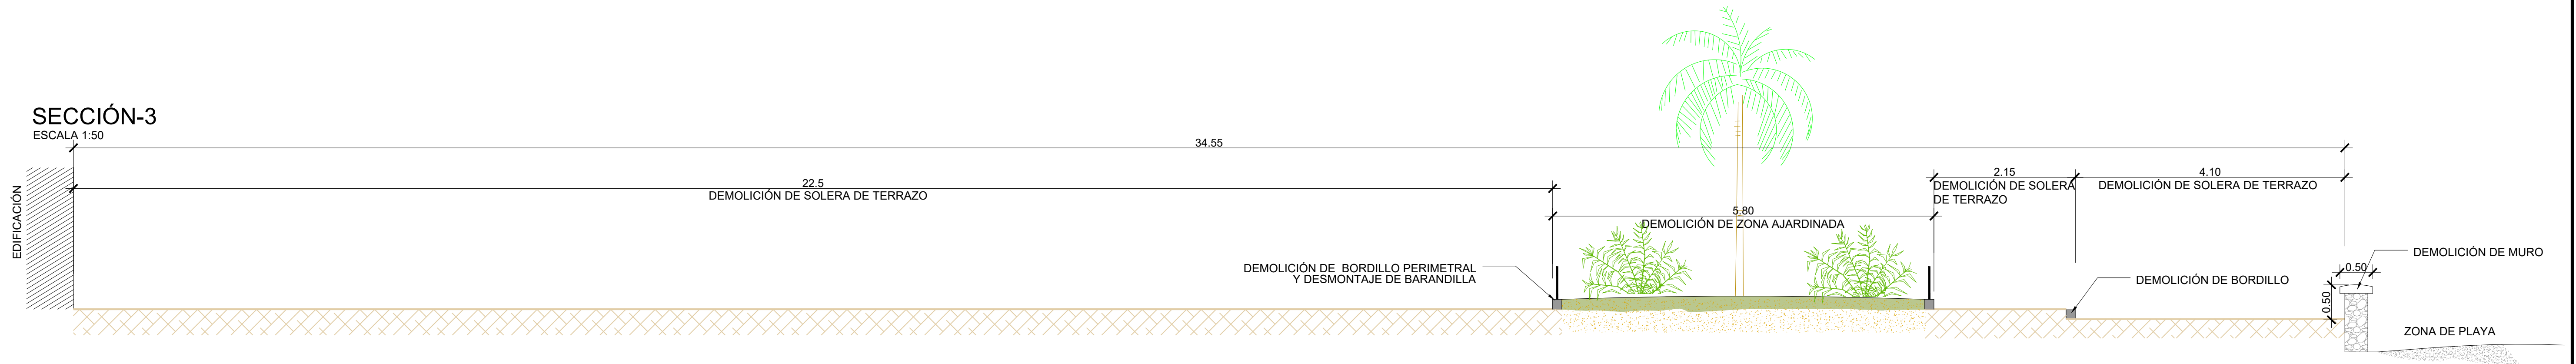 SECCIÓN-3
ESCALA 1:50
34.55
EDIFICACIÓN
22.5
DEMOLICIÓN DE SOLERA DE TERRAZO
5.80
DEMOLICIÓN DE ZONA AJARDINADA
2.15
DEMOLICIÓN DE SOLERA
DE TERRAZO
4.10
DEMOLICIÓN DE SOLERA DE TERRAZO
DEMOLICIÓN DE BORDILLO PERIMETRAL
Y DESMONTAJE DE BARANDILLA
DEMOLICIÓN DE BORDILLO
DEMOLICIÓN DE MURO
0.50
0.50
ZONA DE PLAYA